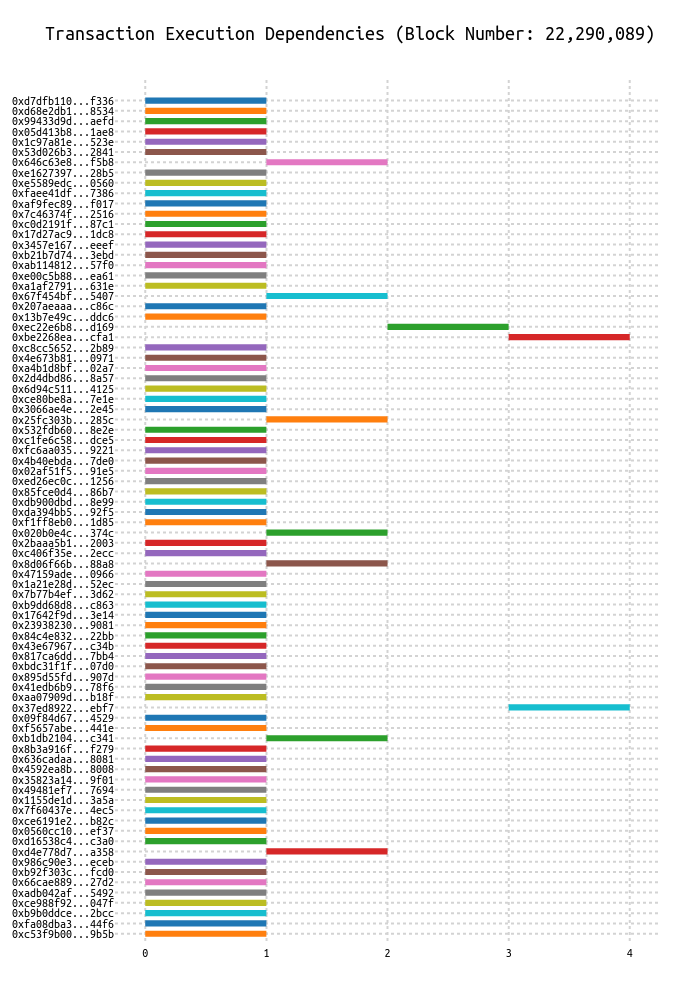 Transaction Execution Dependencies (Block Number: 22,290,089)
0xd7dfb110...f336
0xd68e2db1...8534
0x99433d9d...aefd
0x05d413b8...1ae8
0x1c97a81e...523e
0x53d026b3...2841
0x646c63e8...f5b8
0xe1627397...28b5
0xe5589edc...0560
0xfaee41df...7386
0xaf9fec89...f017
0x7c46374f...2516
0xc0d2191f...87c1
0x17d27ac9...1dc8
0x3457e167...eeef
0xb21b7d74...3ebd
0xab114812...57f0
0xe00c5b88...ea61
0xa1af2791...631e
0x67f454bf...5407
0x207aeaaa...c86c
0x13b7e49c...ddc6
0xec22e6b8...d169
0xbe2268ea...cfa1
0xc8cc5652...2b89
0x4e673b81...0971
0xa4b1d8bf...02a7
0x2d4dbd86...8a57
0x6d94c511...4125
0xce80be8a...7e1e
0x3066ae4e...2e45
0x25fc303b...285c
0x532fdb60...8e2e
0xc1fe6c58...dce5
0xfc6aa035...9221
0x4b40ebda...7de0
0x02af51f5...91e5
0xed26ec0c...1256
0x85fce0d4...86b7
0xdb900dbd...8e99
0xda394bb5...92f5
0xf1ff8eb0...1d85
0x020b0e4c...374c
0x2baaa5b1...2003
0xc406f35e...2ecc
0x8d06f66b...88a8
0x47159ade...0966
0x1a21e28d...52ec
0x7b77b4ef...3d62
0xb9dd68d8...c863
0x17642f9d...3e14
0x23938230...9081
0x84c4e832...22bb
0x43e67967...c34b
0x817ca6dd...7bb4
0xbdc31f1f...07d0
0x895d55fd...907d
0x41edb6b9...78f6
0xaa07909d...b18f
0x37ed8922...ebf7
0x09f84d67...4529
0xf5657abe...441e
0xb1db2104...c341
0x8b3a916f...f279
0x636cadaa...8081
0x4592ea8b...8008
0x35823a14...9f01
0x49481ef7...7694
0x1155de1d...3a5a
0x7f60437e...4ec5
0xce6191e2...b82c
0x0560cc10...ef37
0xd16538c4...c3a0
0xd4e778d7...a358
0x986c90e3...eceb
0xb92f303c...fcd0
0x66cae889...27d2
0xadb042af...5492
0xce988f92...047f
0xb9b0ddce...2bcc
0xfa08dba3...44f6
0xc53f9b00...9b5b
0 1 2 3 4